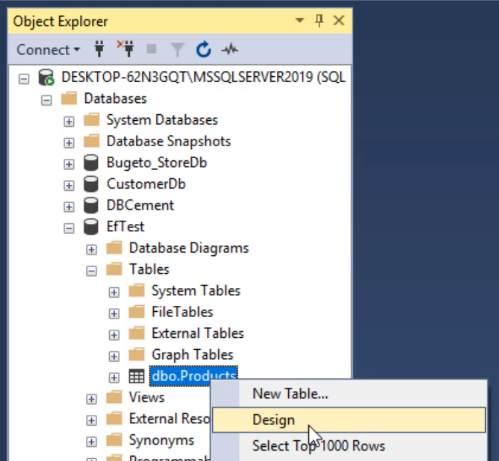 Object Explorer
Connect
DESKTOP-62N3GQT\MSSQLSERVER2019 (SQL
Databases
System Databases
Database Snapshots
Bugeto_StoreDb
CustomerDb
DBCement
EfTest
Database Diagrams
Tables
System Tables
FileTables
External Tables
Graph Tables
dbo.Products
New Table...
Views
Design
External Reso
Select Top 1000 Rows
Synonyms
Programmab